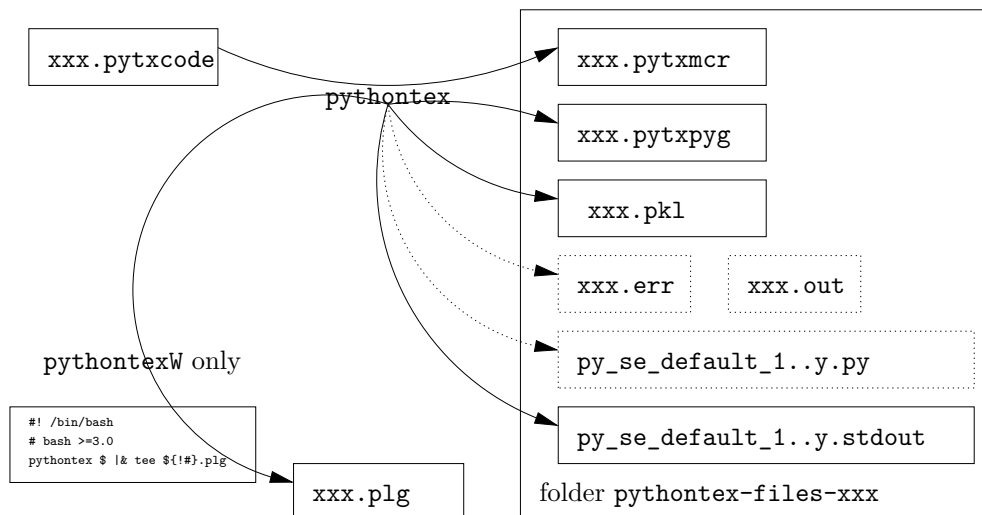 xxx.pytxcode
pythontex
xxx.pytxmcr
xxx.pytxpyg
xxx.pkl
xxx.err
xxx.out
py_se_default_1..y.py
py_se_default_1..y.stdout
folder pythontex-files-xxx
pythontexW only
#! /bin/bash
# bash >=3.0
pythontex $ |& tee ${!#}.plg
xxx.plg